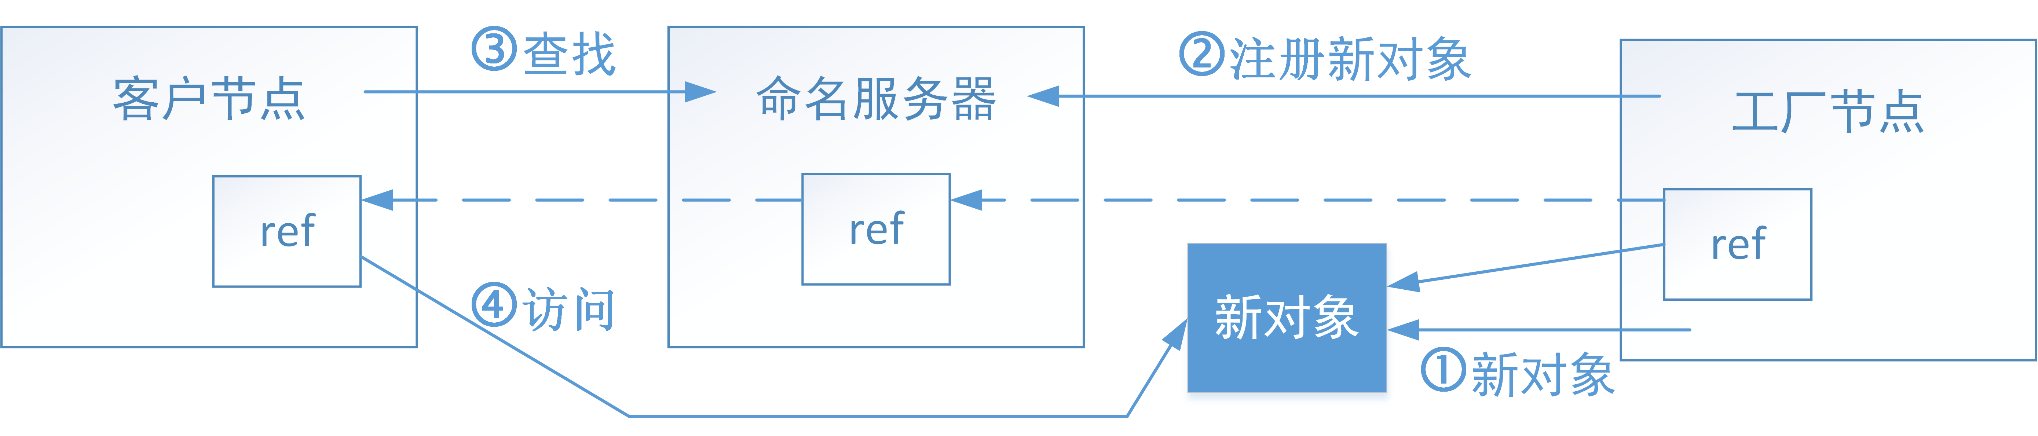 ③查找
②注册新对象
客户节点
命名服务器
工厂节点
ref
ref
ref
④访问
新对象
①新对象